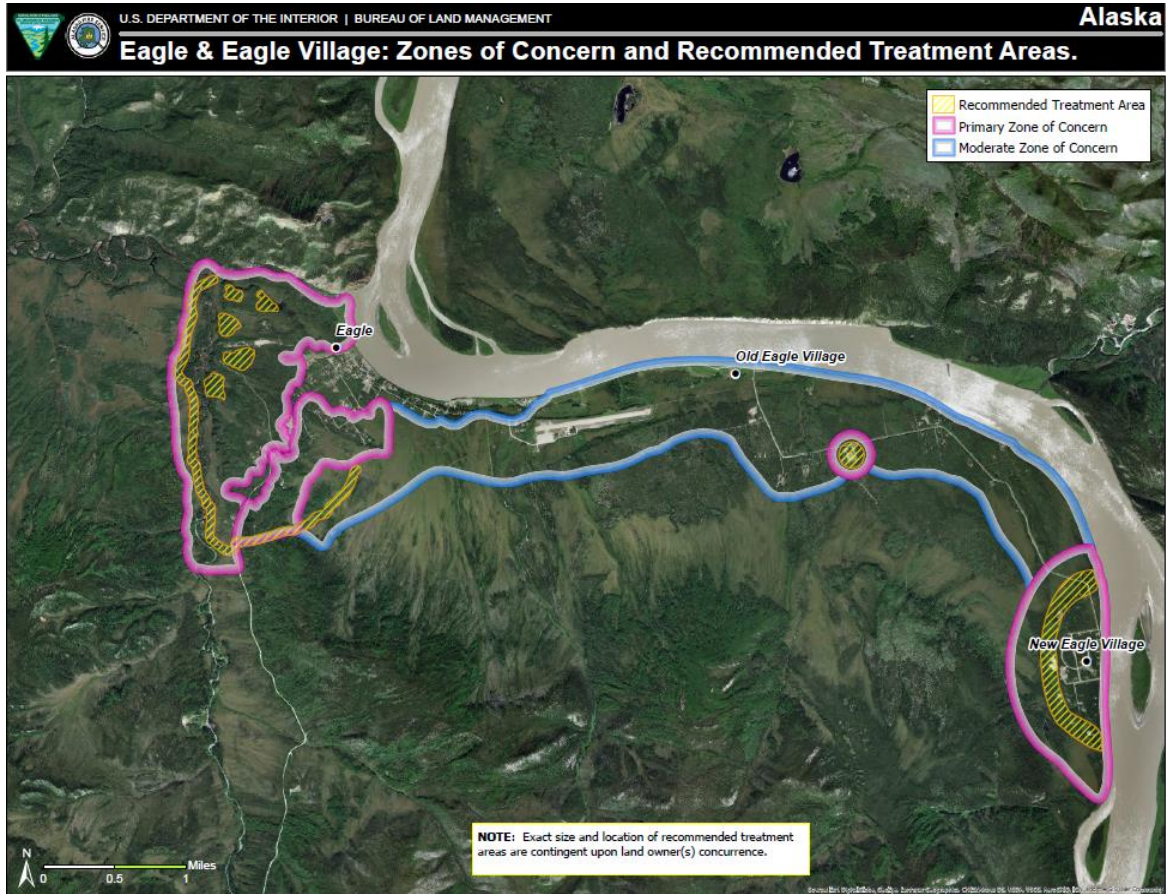 U.S. DEPARTMENT OF THE INTERIOR | BUREAU OF LAND MANAGEMENT
Alaska
Eagle & Eagle Village: Zones of Concern and Recommended Treatment Areas.
Recommended Treatment Area
Primary Zone of Concern
Moderate Zone of Concern
Eagle
Old Eagle Village
New Eagle Village
NOTE: Exact size and location of recommended treatment
areas are contingent upon land owner(s) concurrence.
N
Miles
0 0.5 1